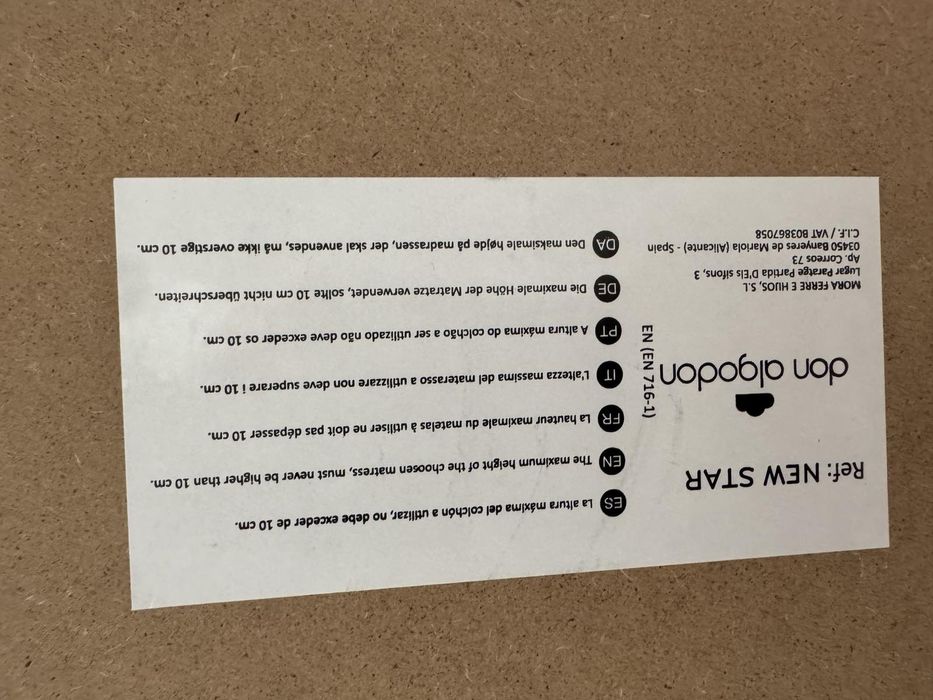 Ref: NEW STAR
don algodon
EN (EN 716-1)
MORA FERRE E HIJOS, S.L
Lugar Paratge Partida D'Els sifons, 3
Ap. Correos 73
03450 Banyeres de Mariola (Alicante) - Spain
C.I.F. / VAT B03867058
ES La altura máxima del colchón a utilizar, no debe exceder de 10 cm.
EN The maximum height of the choosen matress, must never be higher than 10 cm.
FR La hauteur maximale du matelas à utiliser ne doit pas dépasser 10 cm.
IT L'altezza massima del materasso a utilizzare non deve superare i 10 cm.
PT A altura máxima do colchão a ser utilizado não deve exceder os 10 cm.
DE Die maximale Höhe der Matratze verwendet, sollte 10 cm nicht überschreiten.
DA Den maksimale højde på madrassen, der skal anvendes, må ikke overstige 10 cm.